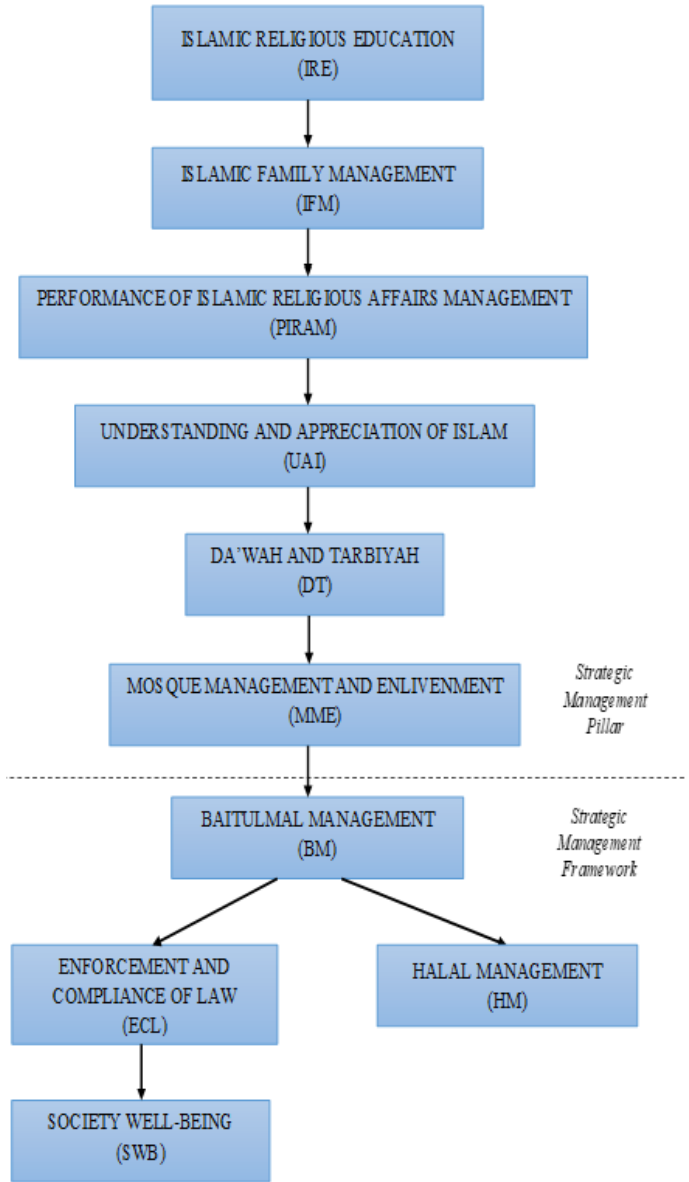 ISLAMIC RELIGIOUS EDUCATION
(IRE)
ISLAMIC FAMILY MANAGEMENT
(IFM)
PERFORMANCE OF ISLAMIC RELIGIOUS AFFAIRS MANAGEMENT
(PIRAM)
UNDERSTANDING AND APPRECIATION OF ISLAM
(UAI)
DA'WAH AND TARBIYAH
(DT)
MOSQUE MANAGEMENT AND ENLIVENMENT
(MME)
Strategic
Management
Pillar
BAITULMAL MANAGEMENT
(BM)
Strategic
Management
Framework
ENFORCEMENT AND
COMPLIANCE OF LAW
(ECL)
HALAL MANAGEMENT
(HM)
SOCIETY WELL-BEING
(SWB)